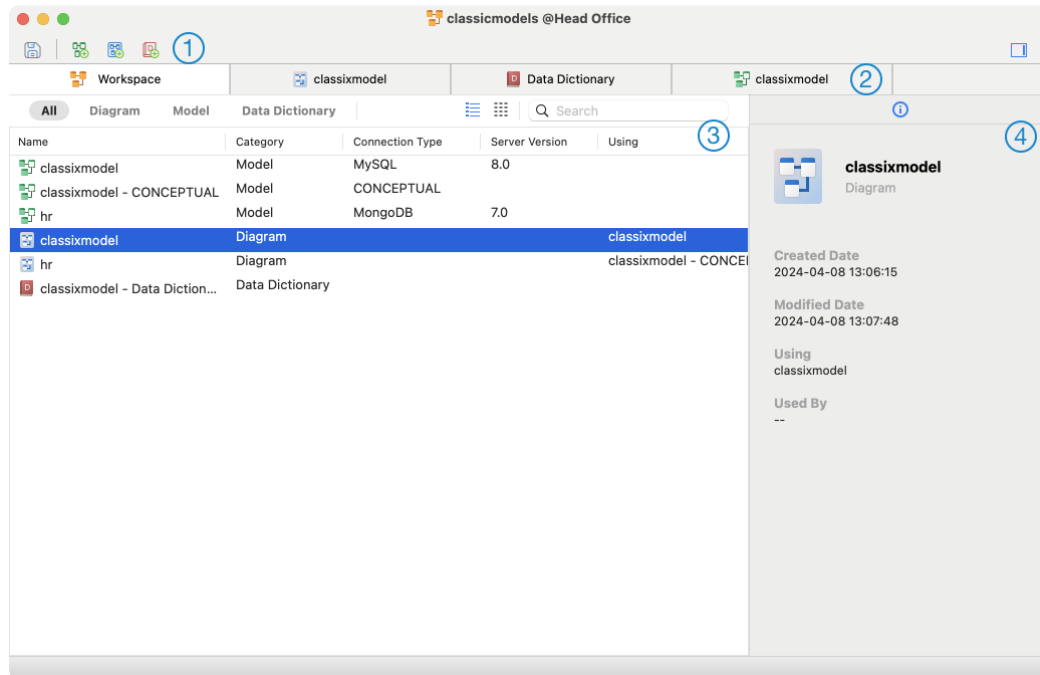 classicmodels @Head Office
1
Workspace classixmodel Data Dictionary classixmodel 2
All Diagram Model Data Dictionary Search
Name Category Connection Type Server Version Using 3
classixmodel Model MySQL 8.0
classixmodel - CONCEPTUAL Model CONCEPTUAL
hr Model MongoDB 7.0
classixmodel Diagram classixmodel
hr Diagram classixmodel - CONCEI
classixmodel - Data Diction... Data Dictionary
4
classixmodel
Diagram
Created Date
2024-04-08 13:06:15
Modified Date
2024-04-08 13:07:48
Using
classixmodel
Used By
--